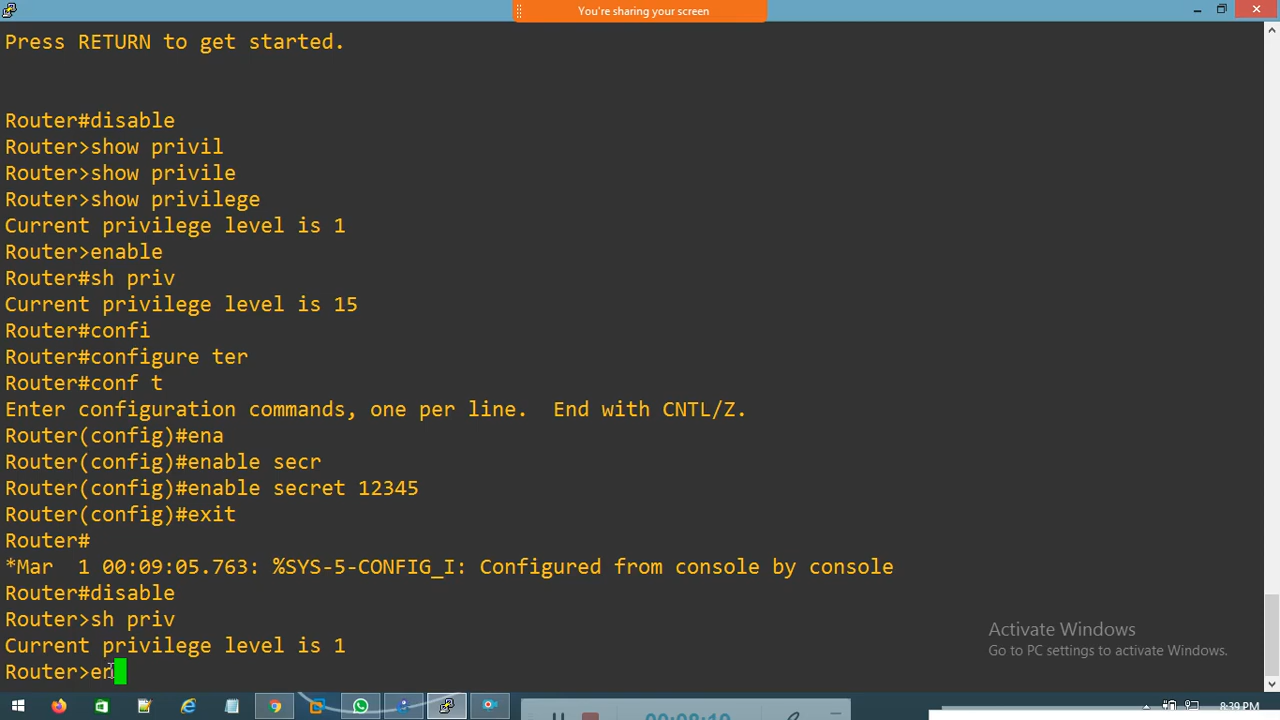 You're sharing your screen
Press RETURN to get started.
Router#disable
Router>show privil
Router>show privile
Router>show privilege
Current privilege level is 1
Router>enable
Router#sh priv
Current privilege level is 15
Router#confi
Router#configure ter
Router#conf t
Enter configuration commands, one per line.  End with CNTL/Z.
Router(config)#ena
Router(config)#enable secr
Router(config)#enable secret 12345
Router(config)#exit
Router#
*Mar  1 00:09:05.763: %SYS-5-CONFIG_I: Configured from console by console
Router#disable
Router>sh priv
Current privilege level is 1
Router>en
Activate Windows
Go to PC settings to activate Windows.
8:39 PM